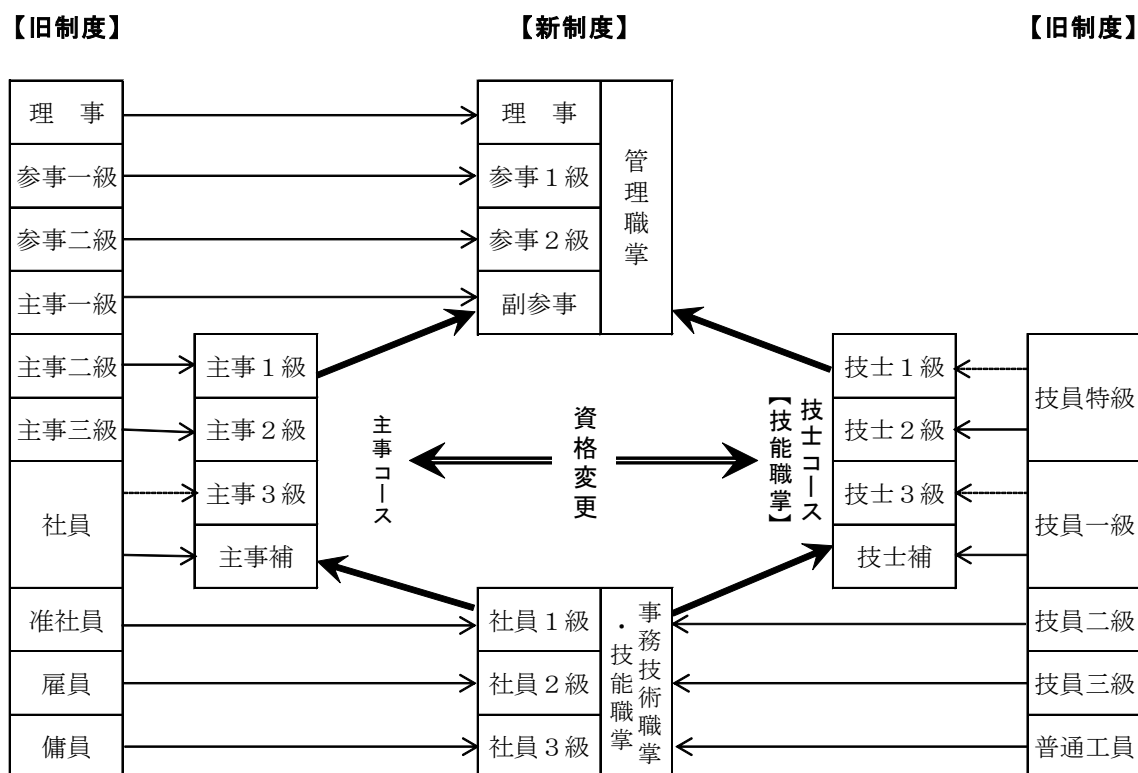 【旧制度】
【新制度】
【旧制度】
理 事
参事一級
参事二級
主事一級
主事二級
主事三級
社員
准社員
雇員
傭員
主事１級
主事２級
主事３級
主事補
主事コース
理 事
参事１級
参事２級
副参事
管理職掌
資格変更
社員１級
社員２級
社員３級
事務技術職掌
・技能職掌
技士コース
【技能職掌】
技士１級
技士２級
技士３級
技士補
技員特級
技員一級
技員二級
技員三級
普通工員